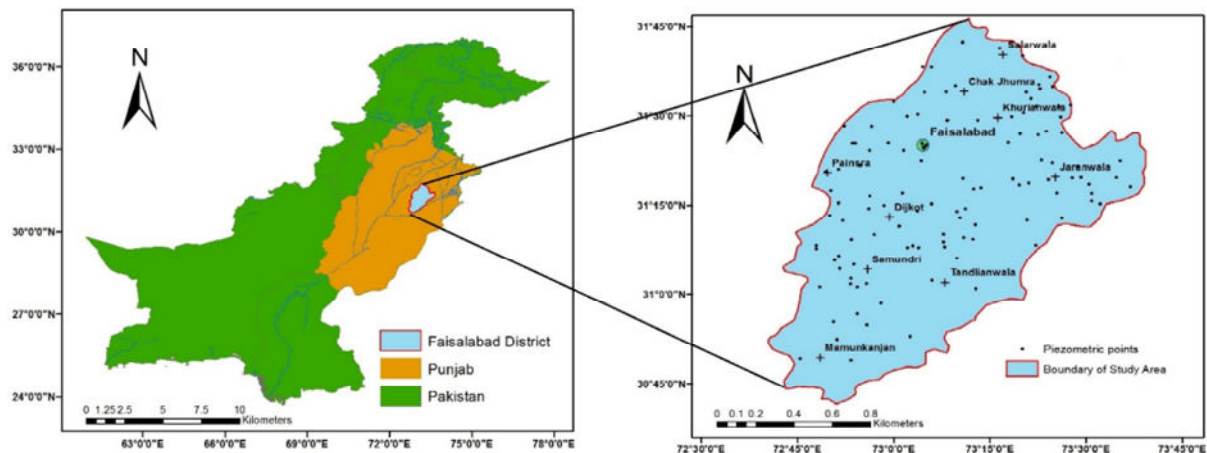 N
36°0'0"N
33°0'0"N
30°0'0"N
27°0'0"N
24°0'0"N
Faisalabad District
Punjab
Pakistan
0 1.25 2.5 5 7.5 10
Kilometers
63°0'0"E 66°0'0"E 69°0'0"E 72°0'0"E 75°0'0"E 78°0'0"E
N
31°45'0"N
31°30'0"N
31°15'0"N
31°0'0"N
30°45'0"N
Salarwala
Chak Jhumra
Khurianwala
Faisalabad
Painsra
Jaranwala
Dijkot
Samundri
Tandlianwala
Mamunkanjan
Piezometric points
Boundary of Study Area
0 0.1 0.2 0.4 0.6 0.8
Kilometers
72°30'0"E 72°45'0"E 73°0'0"E 73°15'0"E 73°30'0"E 73°45'0"E